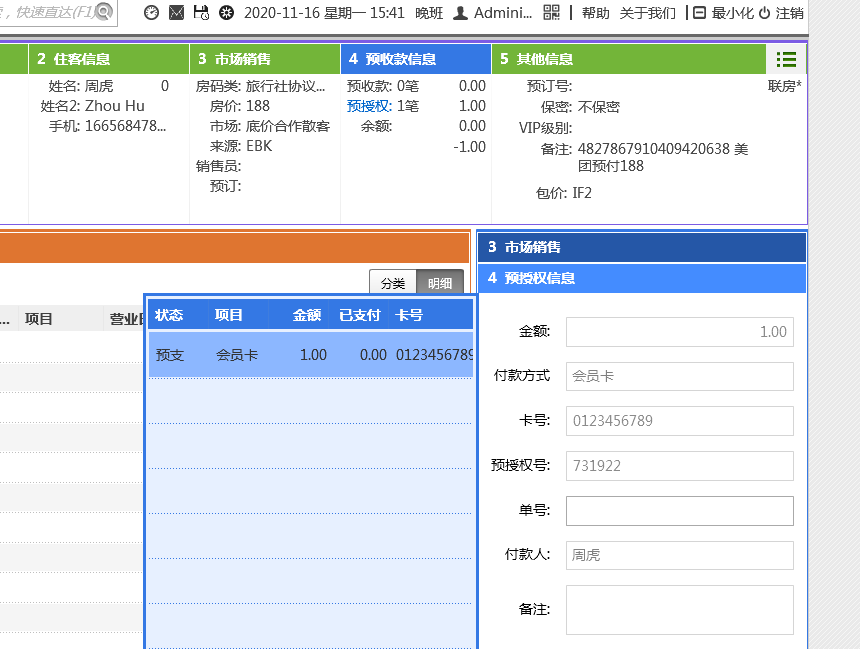 快速直达(F1) 2020-11-16 星期一 15:41 晚班 Admini... 帮助 关于我们 最小化 注销
2 住客信息
姓名: 周虎 0
姓名2: Zhou Hu
手机: 166568478...
3 市场销售
房码类: 旅行社协议...
房价: 188
市场: 底价合作散客
来源: EBK
销售员:
预订:
4 预收款信息
预收款: 0笔 0.00
预授权: 1笔 1.00
余额: 0.00
-1.00
5 其他信息
联房*
预订号:
保密: 不保密
VIP级别:
备注: 4827867910409420638 美
团预付188
包价: IF2
分类 明细
... 项目 营业
状态 项目 金额 已支付 卡号
预支 会员卡 1.00 0.00 0123456789
3 市场销售
4 预授权信息
金额: 1.00
付款方式 会员卡
卡号: 0123456789
预授权号: 731922
单号:
付款人: 周虎
备注: